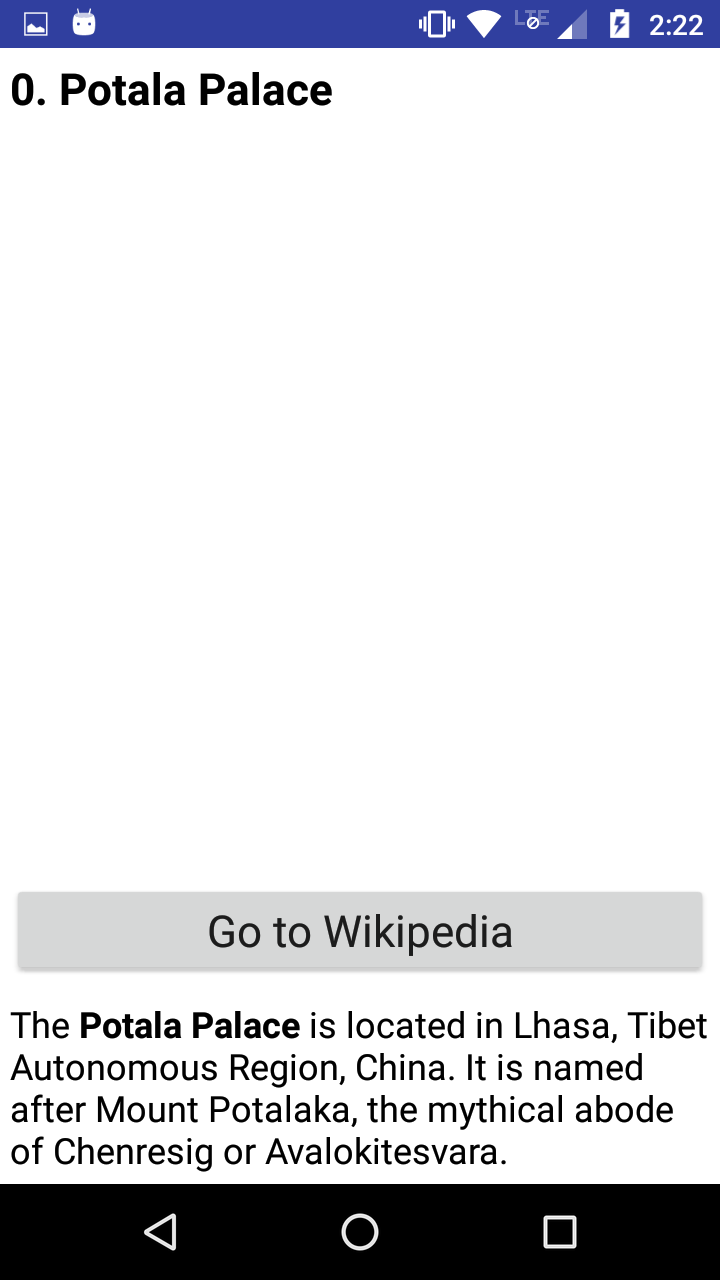 LTE 2:22
0. Potala Palace
Go to Wikipedia
The Potala Palace is located in Lhasa, Tibet
Autonomous Region, China. It is named
after Mount Potalaka, the mythical abode
of Chenresig or Avalokitesvara.